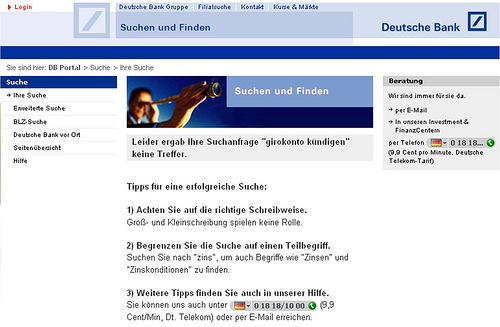 Login
Deutsche Bank Gruppe | Filialsuche | Kontakt | Kurse & Märkte
Suchen und Finden
Deutsche Bank
Sie sind hier: DB Portal > Suche > Ihre Suche
Suche
Ihre Suche
Erweiterte Suche
BLZ-Suche
Deutsche Bank vor Ort
Seitenübersicht
Hilfe
Suchen und Finden
Leider ergab Ihre Suchanfrage "girokonto kündigen"
keine Treffer.
Tipps für eine erfolgreiche Suche:
1) Achten Sie auf die richtige Schreibweise.
Groß- und Kleinschreibung spielen keine Rolle.
2) Begrenzen Sie die Suche auf einen Teilbegriff.
Suchen Sie nach "zins", um auch Begriffe wie "Zinsen" und
"Zinskonditionen" zu finden.
3) Weitere Tipps finden Sie auch in unserer Hilfe.
Sie können uns auch unter 0 18 18/10 00 (9,9
Cent/Min, Dt. Telekom) oder per E-Mail erreichen.
Beratung
Wir sind immer für sie da.
per E-Mail
In unseren Investment &
FinanzCentern
per Telefon 0 18 18...
(9,9 Cent pro Minute, Deutsche
Telekom-Tarif)